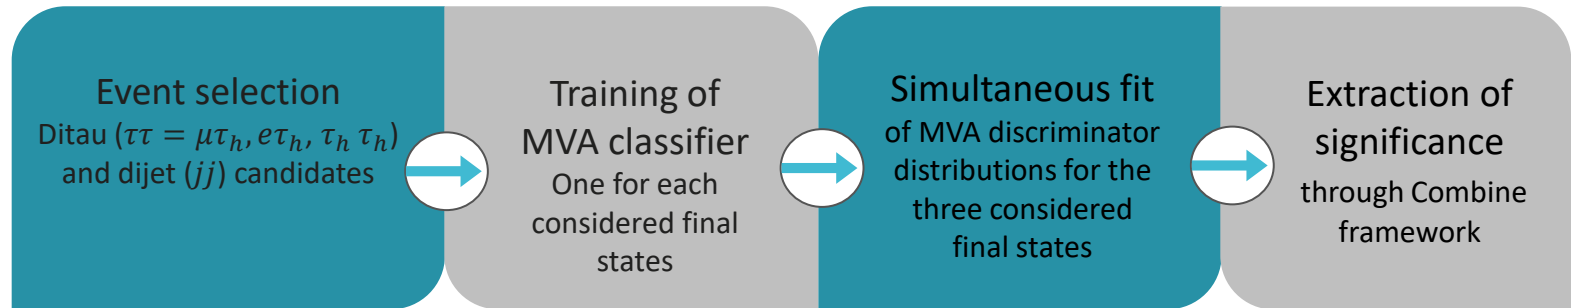 Event selection
Ditau (𝜏𝜏 = 𝜇𝜏ₕ, 𝑒𝜏ₕ, 𝜏ₕ 𝜏ₕ)
and dijet (𝑗𝑗) candidates
Training of
MVA classifier
One for each
considered final
states
Simultaneous fit
of MVA discriminator
distributions for the
three considered
final states
Extraction of
significance
through Combine
framework